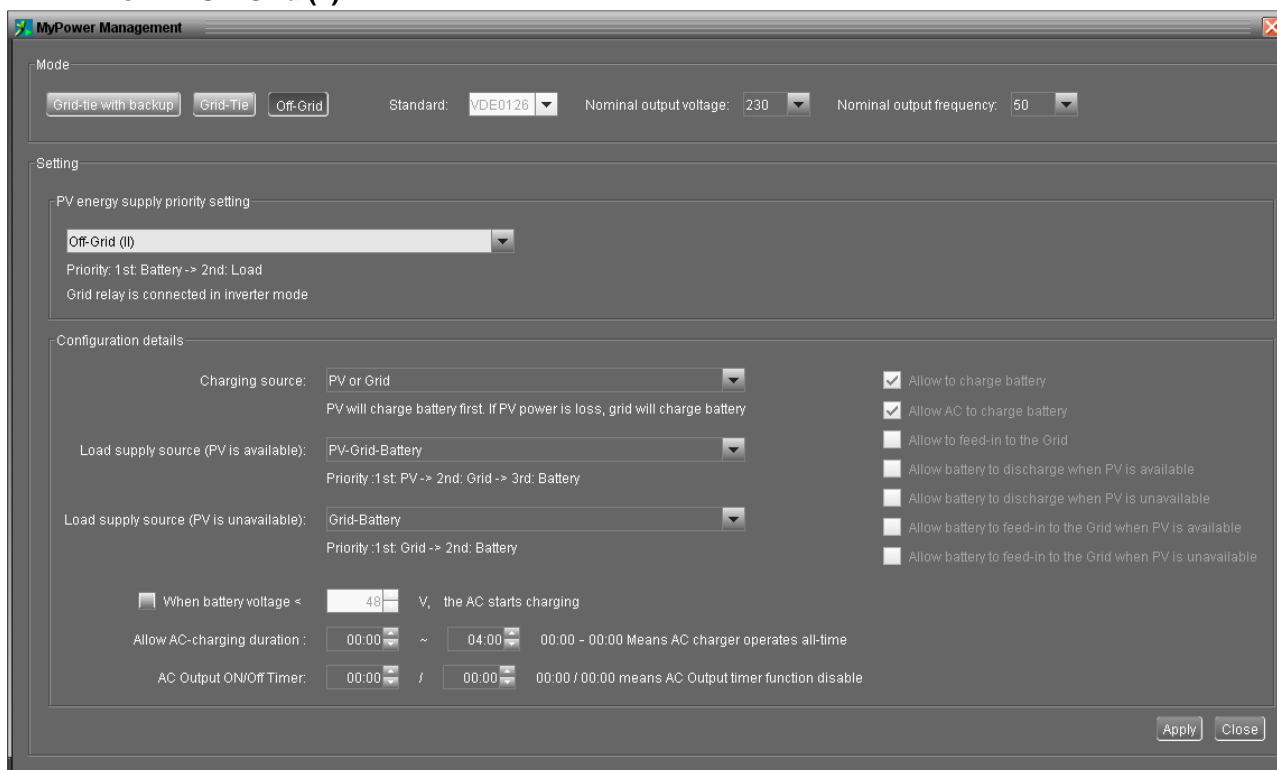 MyPower Management
Mode
Grid-tie with backup Grid-Tie Off-Grid Standard: VDE0126 Nominal output voltage: 230 Nominal output frequency: 50
Setting
PV energy supply priority setting
Off-Grid (II)
Priority: 1st: Battery -> 2nd: Load
Grid relay is connected in inverter mode
Configuration details
Charging source: PV or Grid
PV will charge battery first. If PV power is loss, grid will charge battery
Load supply source (PV is available): PV-Grid-Battery
Priority :1st: PV -> 2nd: Grid -> 3rd: Battery
Load supply source (PV is unavailable): Grid-Battery
Priority :1st: Grid -> 2nd: Battery
Allow to charge battery
Allow AC to charge battery
Allow to feed-in to the Grid
Allow battery to discharge when PV is available
Allow battery to discharge when PV is unavailable
Allow battery to feed-in to the Grid when PV is available
Allow battery to feed-in to the Grid when PV is unavailable
When battery voltage < 48 V, the AC starts charging
Allow AC-charging duration : 00:00 ~ 04:00 00:00 - 00:00 Means AC charger operates all-time
AC Output ON/Off Timer: 00:00 / 00:00 00:00 / 00:00 means AC Output timer function disable
Apply Close